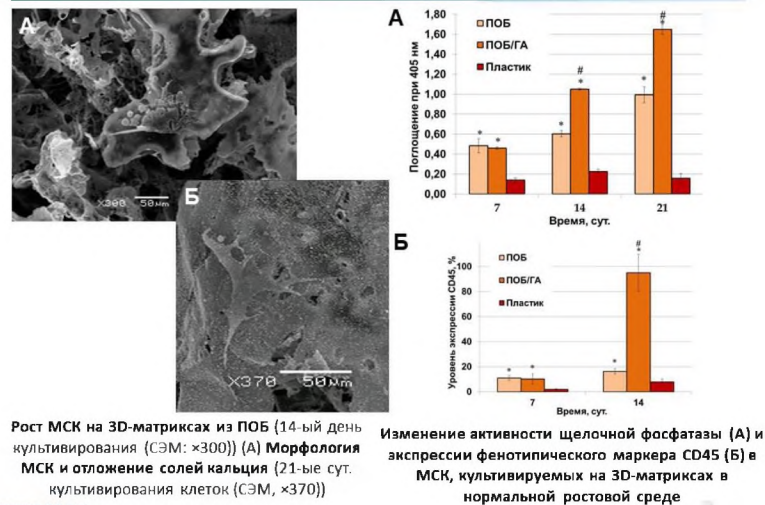 А
×300 50μm
Б
×370 50μm
Рост МСК на 3D-матриксах из ПОБ (14-ый день
культивирования (СЭМ: ×300)) (А) Морфология
МСК и отложение солей кальция (21-ые сут.
культивирования клеток (СЭМ, ×370))
А
Поглощение при 405 нм
1,80
1,60
1,40
1,20
1,00
0,80
0,60
0,40
0,20
0,00
ПОБ
ПОБ/ГА
Пластик
* * # * * # *
7 14 21
Время, сут.
Б
Уровень экспрессии CD45, %
100
80
60
40
20
0
ПОБ
ПОБ/ГА
Пластик
* * * # *
7 14
Время, сут.
Изменение активности щелочной фосфатазы (А) и
экспрессии фенотипического маркера CD45 (Б) в
МСК, культивируемых на 3D-матриксах в
нормальной ростовой среде